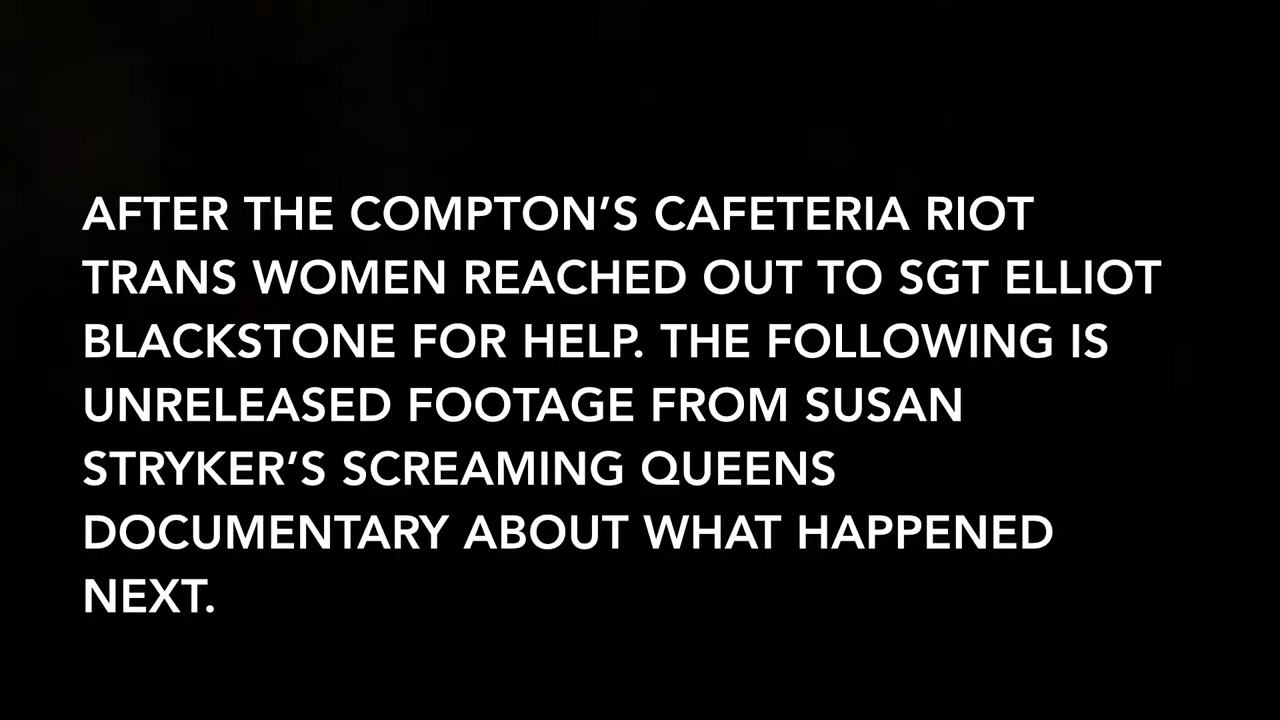 AFTER THE COMPTON’S CAFETERIA RIOT
TRANS WOMEN REACHED OUT TO SGT ELLIOT
BLACKSTONE FOR HELP. THE FOLLOWING IS
UNRELEASED FOOTAGE FROM SUSAN
STRYKER’S SCREAMING QUEENS
DOCUMENTARY ABOUT WHAT HAPPENED
NEXT.